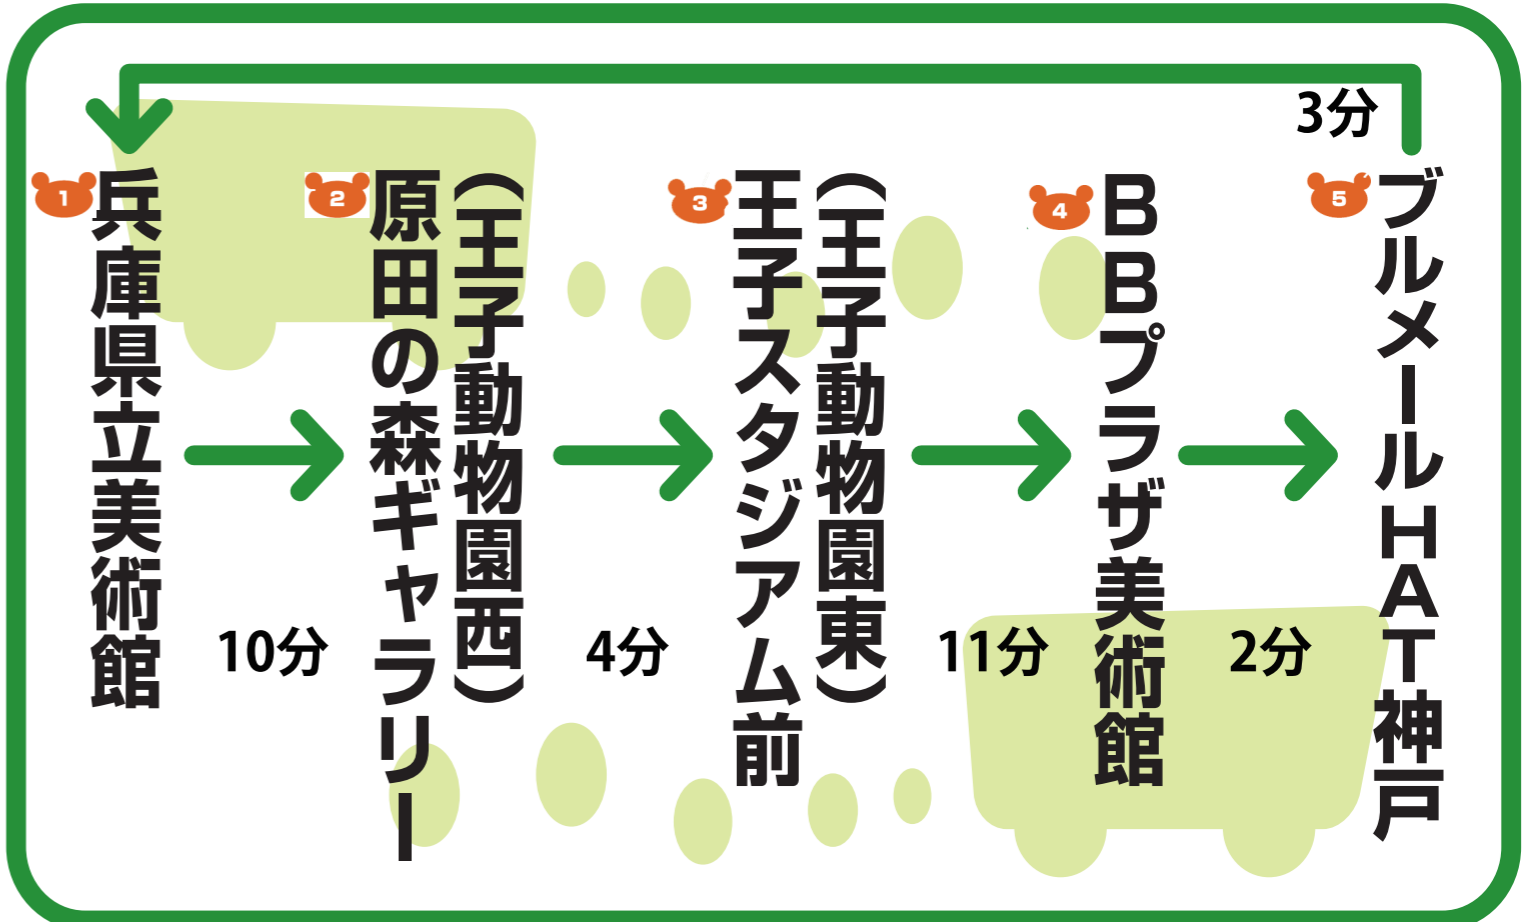 3分
1
兵庫県立美術館
10分
2
原田の森ギャラリー
（王子動物園西）
4分
3
王子スタジアム前
（王子動物園東）
11分
4
BBプラザ美術館
2分
5
ブルメールHAT神戸